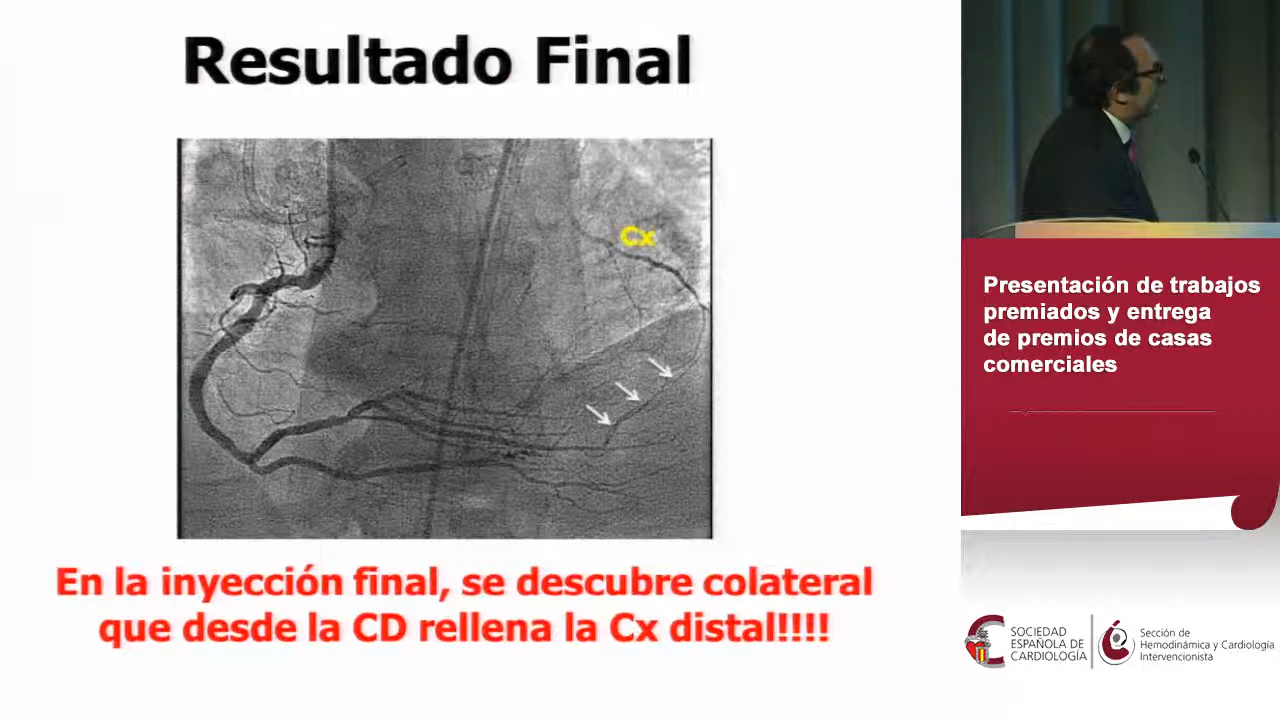 Resultado Final
Cx
En la inyección final, se descubre colateral
que desde la CD rellena la Cx distal!!!!
Presentación de trabajos
premiados y entrega
de premios de casas
comerciales
SOCIEDAD
ESPAÑOLA DE
CARDIOLOGÍA
Sección de
Hemodinámica y Cardiología
Intervencionista